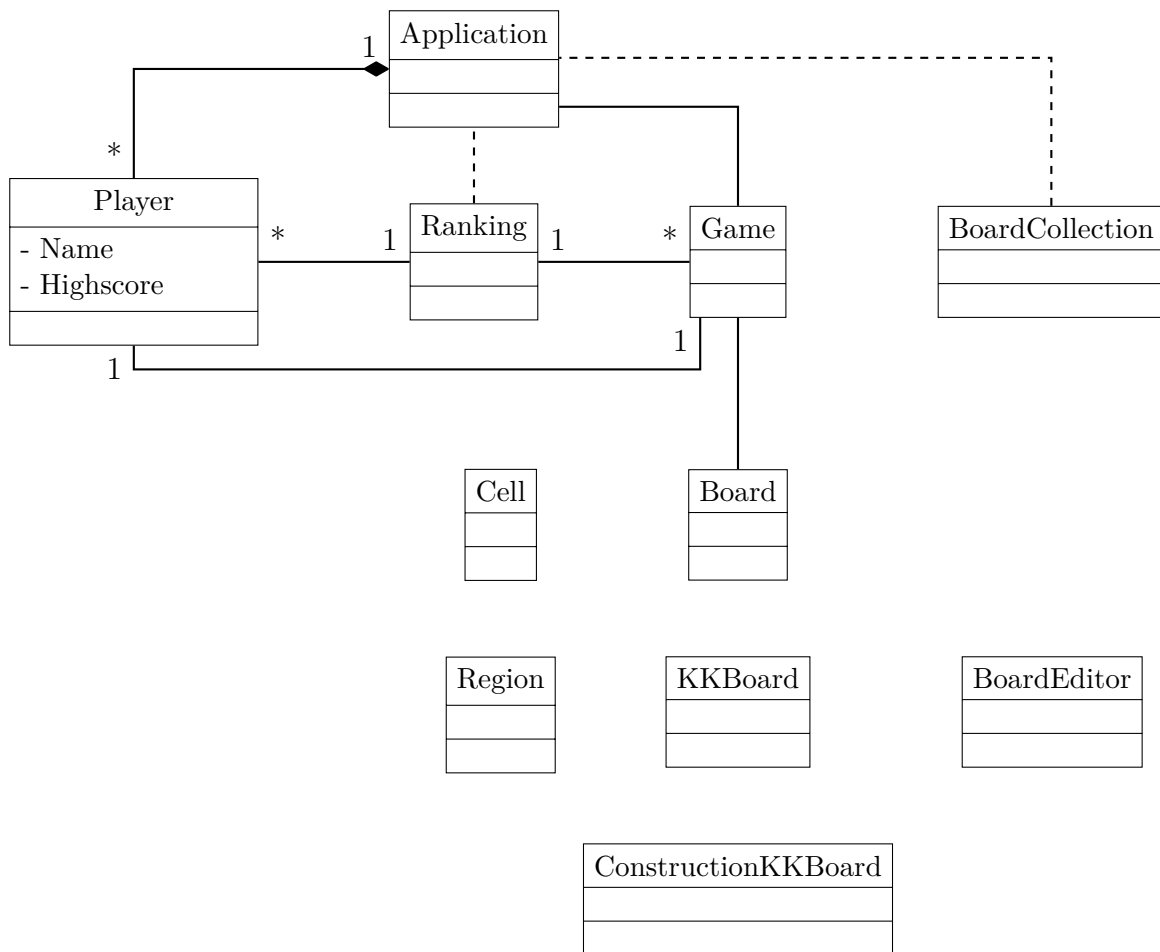 Application
1
*
Player
- Name
- Highscore
*
1
Ranking
1
*
Game
BoardCollection
1
1
Cell
Board
Region
KKBoard
BoardEditor
ConstructionKKBoard